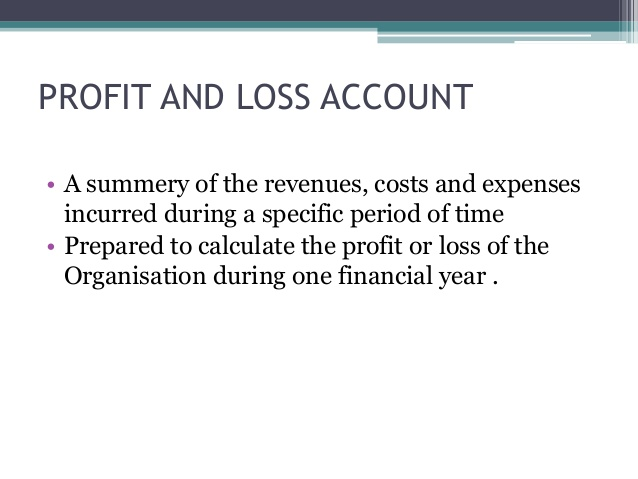 PROFIT AND LOSS ACCOUNT
• A summery of the revenues, costs and expenses
incurred during a specific period of time
• Prepared to calculate the profit or loss of the
Organisation during one financial year .